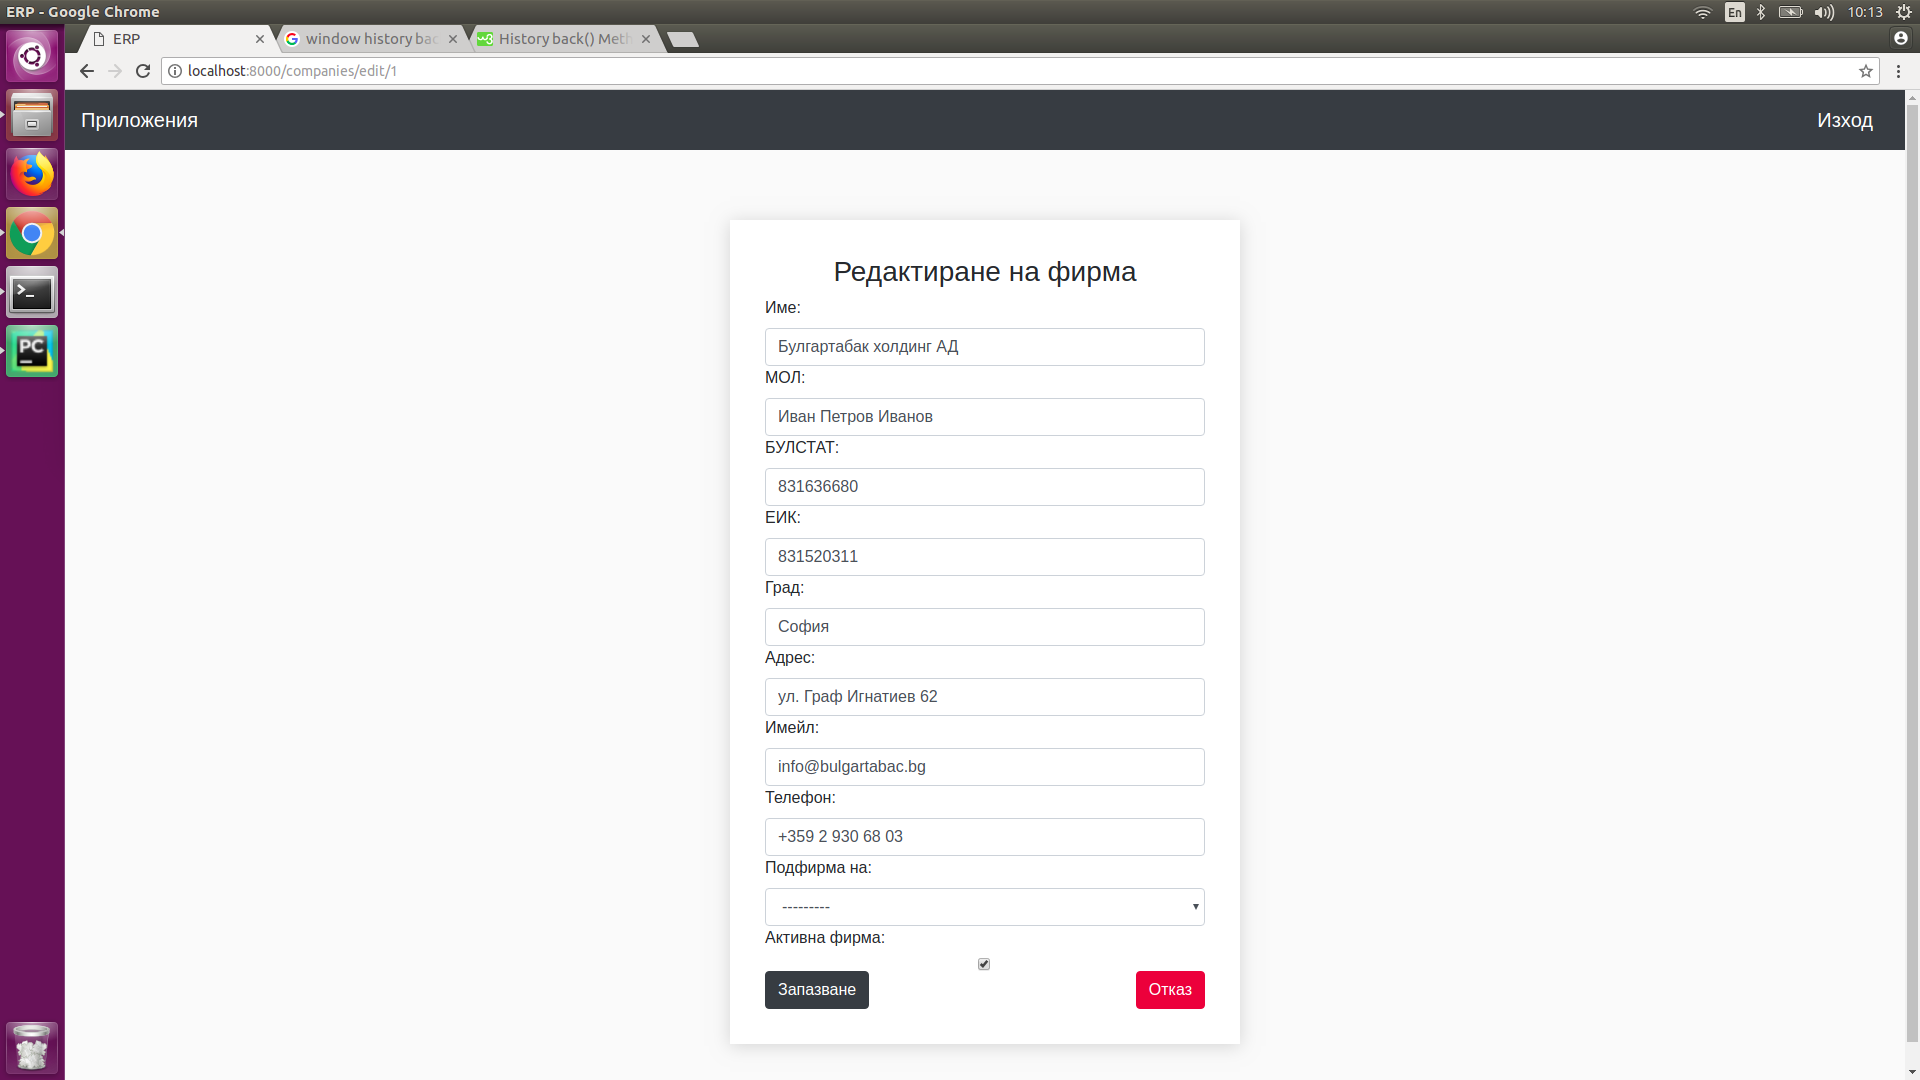 ERP - Google Chrome
En
10:13
ERP
window history bac
History back() Meth
localhost:8000/companies/edit/1
Приложения
Изход
Редактиране на фирма
Име:
Булгартабак холдинг АД
МОЛ:
Иван Петров Иванов
БУЛСТАТ:
831636680
ЕИК:
831520311
Град:
София
Адрес:
ул. Граф Игнатиев 62
Имейл:
info@bulgartabac.bg
Телефон:
+359 2 930 68 03
Подфирма на:
---------
Активна фирма:
Запазване
Отказ
PC